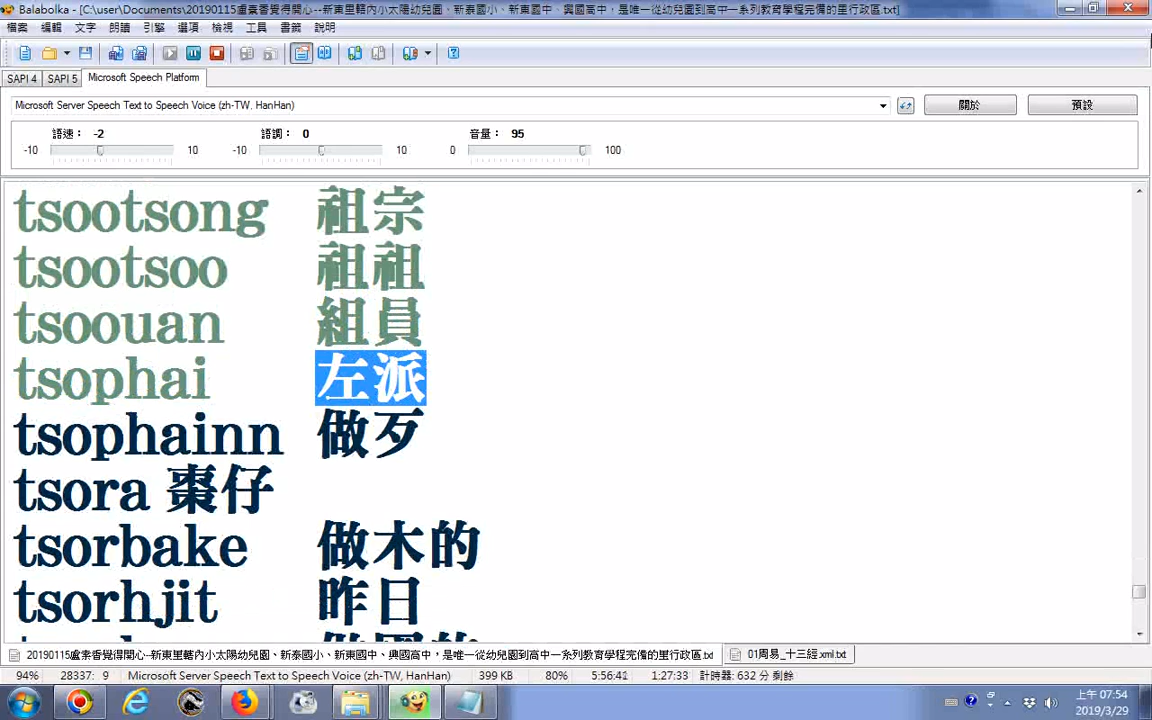 Balabolka - [C:\user\Documents\20190115盧素香覺得開心--新東里轄內小太陽幼兒園、新泰國小、新東國中、興國高中，是唯一從幼兒園到高中一系列教育學程完備的里行政區.txt]
檔案 編輯 文字 朗讀 引擎 選項 檢視 工具 書籤 說明
SAPI 4 SAPI 5 Microsoft Speech Platform
Microsoft Server Speech Text to Speech Voice (zh-TW, HanHan) 關於 預設
語速： -2 語調： 0 音量： 95
-10 10 -10 10 0 100
tsootsong 祖宗
tsootsoo 祖祖
tsoouan 組員
tsophai 左派
tsophainn 做歹
tsora 棗仔
tsorbake 做木的
tsorhjit 昨日
20190115盧素香覺得開心--新東里轄內小太陽幼兒園、新泰國小、新東國中、興國高中，是唯一從幼兒園到高中一系列教育學程完備的里行政區.txt 01周易_十三經.xml.txt
94% 28337: 9 Microsoft Server Speech Text to Speech Voice (zh-TW, HanHan) 399 KB 80% 5:56:41 1:27:33 計時器: 632 分 剩餘
上午 07:54
2019/3/29